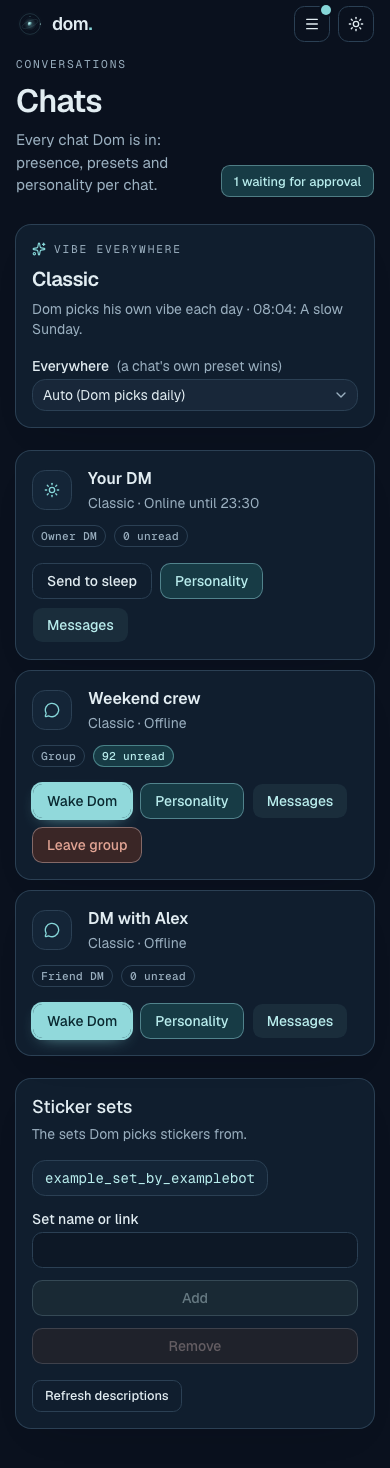 dom.
CONVERSATIONS
Chats
Every chat Dom is in:
presence, presets and
personality per chat.
1 waiting for approval
VIBE EVERYWHERE
Classic
Dom picks his own vibe each day · 08:04: A slow
Sunday.
Everywhere (a chat's own preset wins)
Auto (Dom picks daily)
Your DM
Classic · Online until 23:30
Owner DM 0 unread
Send to sleep Personality
Messages
Weekend crew
Classic · Offline
Group 92 unread
Wake Dom Personality Messages
Leave group
DM with Alex
Classic · Offline
Friend DM 0 unread
Wake Dom Personality Messages
Sticker sets
The sets Dom picks stickers from.
example_set_by_examplebot
Set name or link
Add
Remove
Refresh descriptions